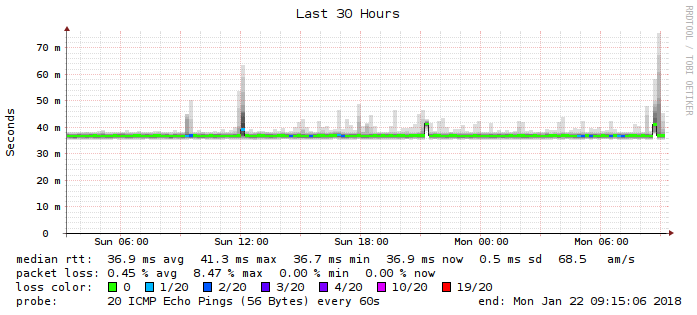 Last 30 Hours
RRDTOOL / TOBI OETIKER
Seconds
70 m
60 m
50 m
40 m
30 m
20 m
10 m
0
Sun 06:00 Sun 12:00 Sun 18:00 Mon 00:00 Mon 06:00
median rtt: 36.9 ms avg 41.3 ms max 36.7 ms min 36.9 ms now 0.5 ms sd 68.5 am/s
packet loss: 0.45 % avg 8.47 % max 0.00 % min 0.00 % now
loss color: 0 1/20 2/20 3/20 4/20 10/20 19/20
probe: 20 ICMP Echo Pings (56 Bytes) every 60s end: Mon Jan 22 09:15:06 2018